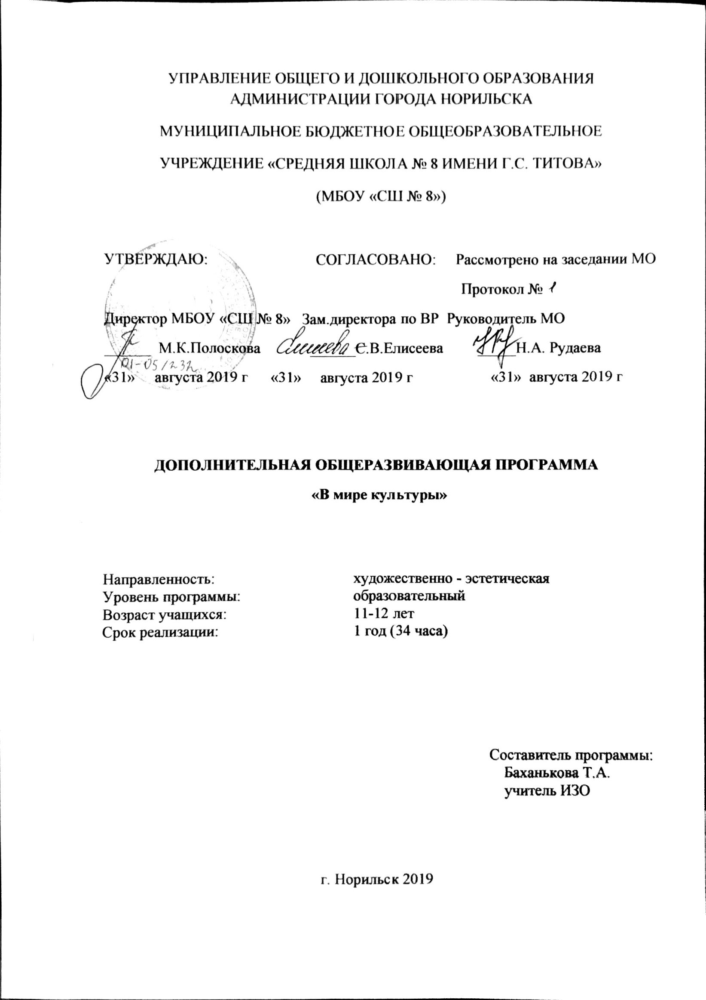 УПРАВЛЕНИЕ ОБЩЕГО И ДОШКОЛЬНОГО ОБРАЗОВАНИЯ
АДМИНИСТРАЦИИ ГОРОДА НОРИЛЬСКА
МУНИЦИПАЛЬНОЕ БЮДЖЕТНОЕ ОБЩЕОБРАЗОВАТЕЛЬНОЕ
УЧРЕЖДЕНИЕ «СРЕДНЯЯ ШКОЛА № 8 ИМЕНИ Г.С. ТИТОВА»
(МБОУ «СШ № 8»)
УТВЕРЖДАЮ: СОГЛАСОВАНО: Рассмотрено на заседании МО
Протокол № 1
Директор МБОУ «СШ № 8» Зам.директора по ВР Руководитель МО
М.К.Полоскова Е.В.Елисеева Н.А. Рудаева
01-05/232
«31» августа 2019 г «31» августа 2019 г «31» августа 2019 г
ДОПОЛНИТЕЛЬНАЯ ОБЩЕРАЗВИВАЮЩАЯ ПРОГРАММА
«В мире культуры»
Направленность: художественно - эстетическая
Уровень программы: образовательный
Возраст учащихся: 11-12 лет
Срок реализации: 1 год (34 часа)
Составитель программы:
Баханькова Т.А.
учитель ИЗО
г. Норильск 2019